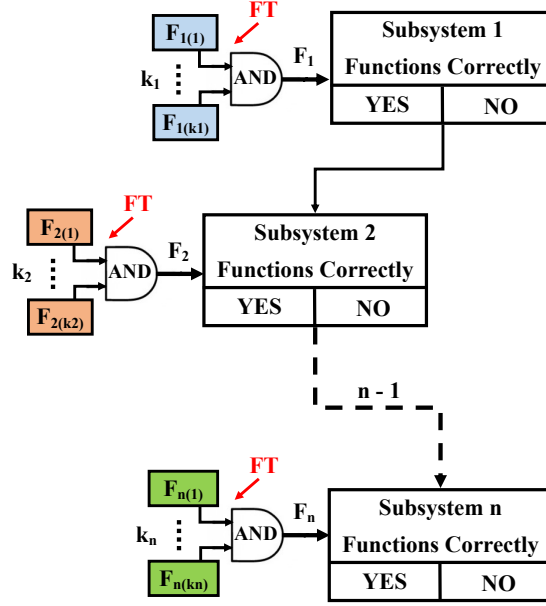 F1(1)
FT
k1
AND
F1
F1(k1)
Subsystem 1
Functions Correctly
YES NO
F2(1)
FT
k2
AND
F2
F2(k2)
Subsystem 2
Functions Correctly
YES NO
n - 1
Fn(1)
FT
kn
AND
Fn
Fn(kn)
Subsystem n
Functions Correctly
YES NO